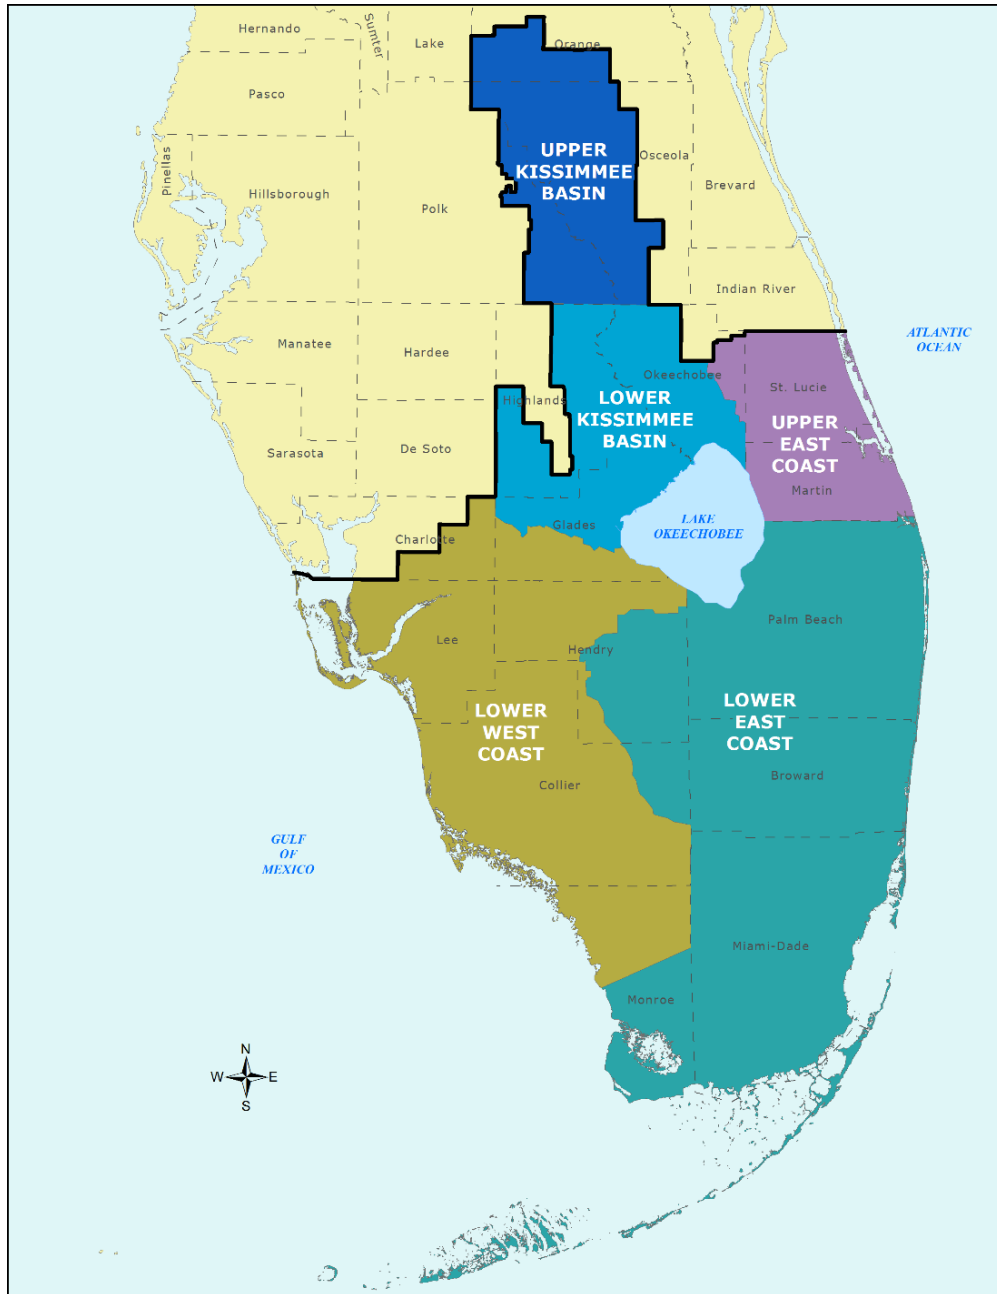 Hernando
Sumter
Lake
Orange
Pasco
UPPER
KISSIMMEE
BASIN
Osceola
Pinellas
Hillsborough
Polk
Brevard
Indian River
ATLANTIC
OCEAN
Manatee
Hardee
Okeechobee
St. Lucie
Highlands
LOWER
KISSIMMEE
BASIN
UPPER
EAST
COAST
Sarasota
De Soto
Martin
Charlotte
Glades
LAKE
OKEECHOBEE
Lee
Hendry
Palm Beach
LOWER
WEST
COAST
LOWER
EAST
COAST
Collier
Broward
GULF
OF
MEXICO
Miami-Dade
Monroe
N
W E
S